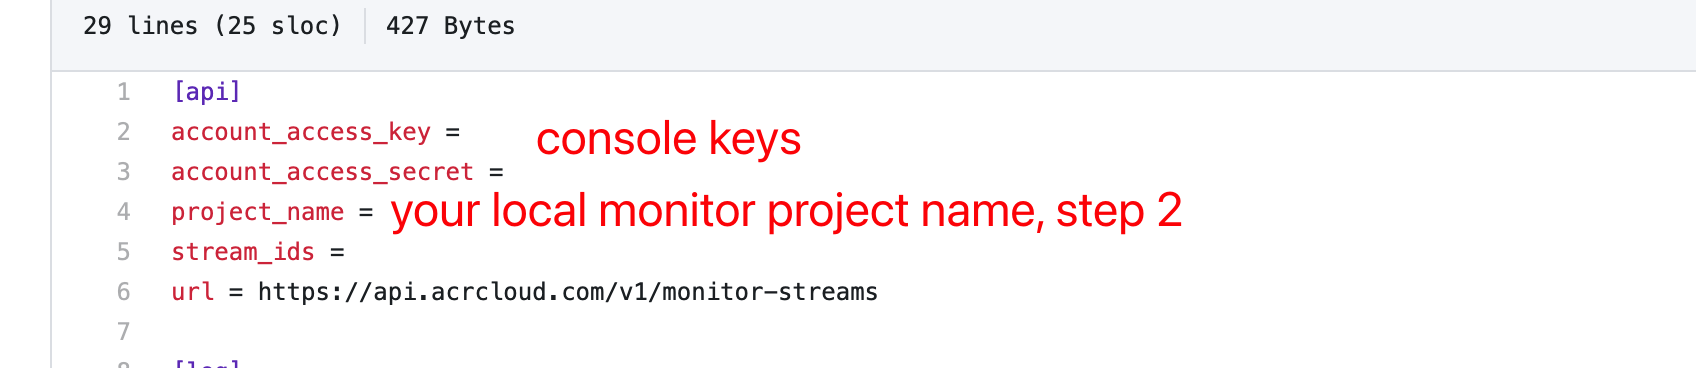 29 lines (25 sloc) 427 Bytes
1 [api]
2 account_access_key =
console keys
3 account_access_secret =
4 project_name = your local monitor project name, step 2
5 stream_ids =
6 url = https://api.acrcloud.com/v1/monitor-streams
7
8 [log]